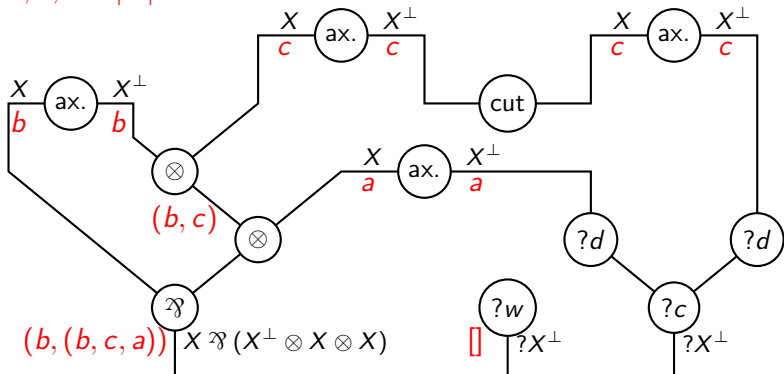 X ax. X⊥ X ax. X⊥
c c c c
X ax. X⊥ cut
b b
⊗ X ax. X⊥
a a
(b, c) ⊗ ?d ?d
⅋ ?w ?c
(b, (b, c, a)) X ⅋ (X⊥ ⊗ X ⊗ X) [] ?X⊥ ?X⊥